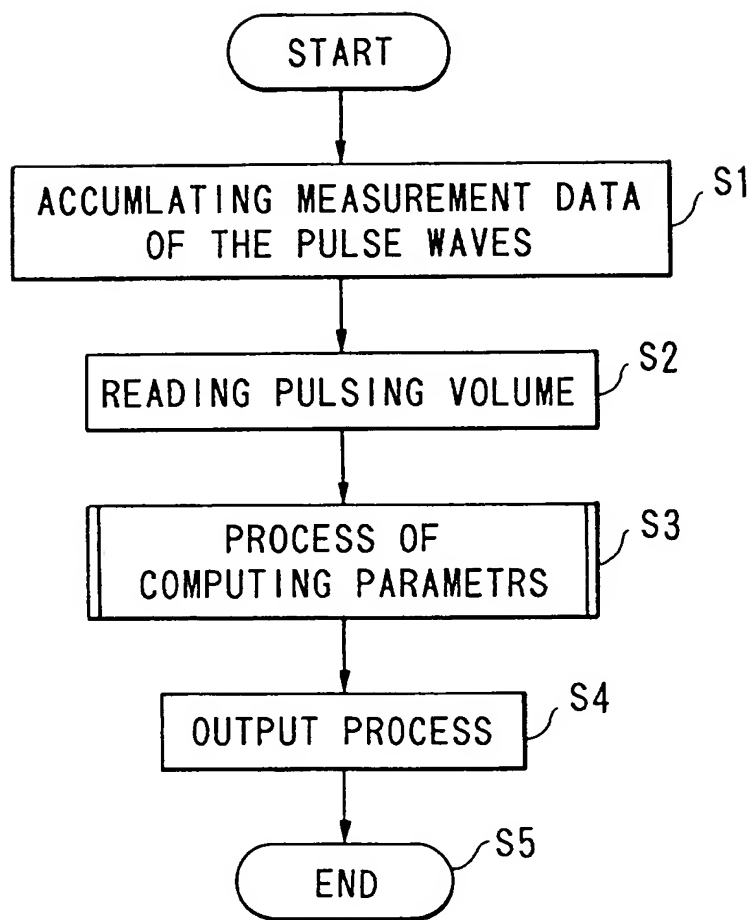 START
ACCUMLATING MEASUREMENT DATA
OF THE PULSE WAVES
S1
READING PULSING VOLUME
S2
PROCESS OF
COMPUTING PARAMETRS
S3
OUTPUT PROCESS
S4
END
S5